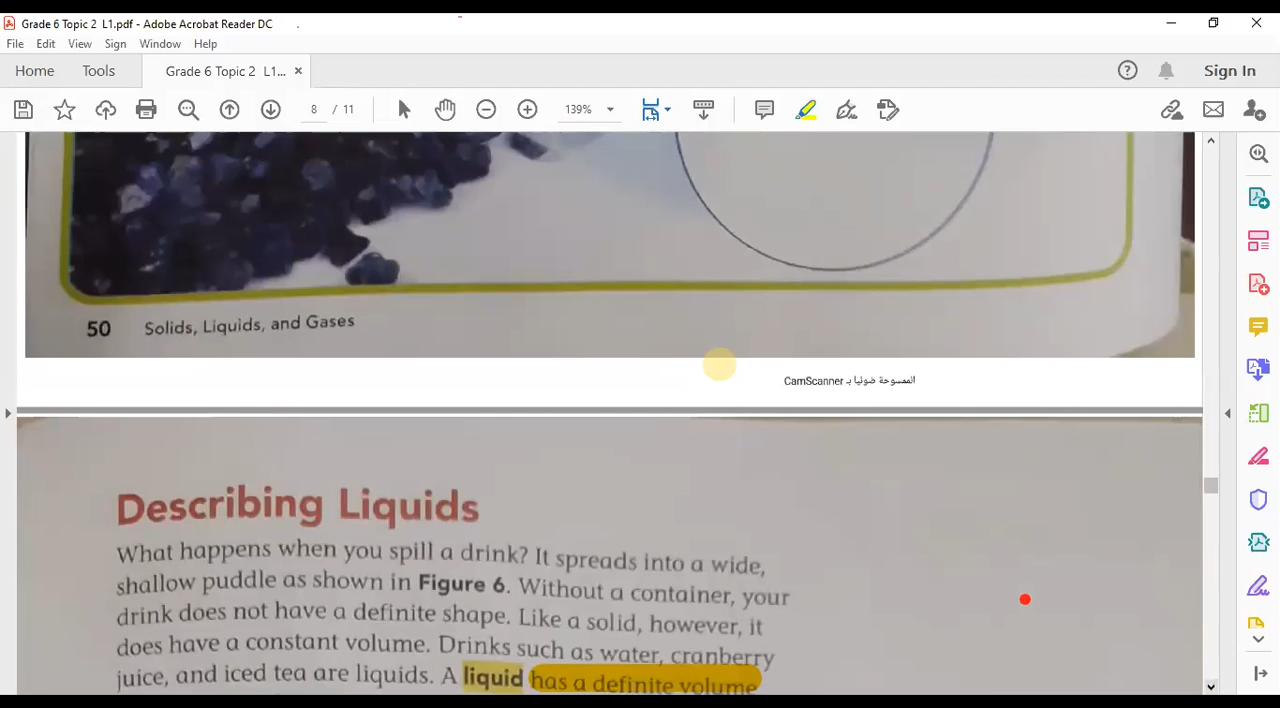 Grade 6 Topic 2 L1.pdf - Adobe Acrobat Reader DC
File Edit View Sign Window Help
Home Tools Grade 6 Topic 2 L1... Sign In
8 / 11 139%
50 Solids, Liquids, and Gases
الممسوحة ضوئيا بـ CamScanner
Describing Liquids
What happens when you spill a drink? It spreads into a wide,
shallow puddle as shown in Figure 6. Without a container, your
drink does not have a definite shape. Like a solid, however, it
does have a constant volume. Drinks such as water, cranberry
juice, and iced tea are liquids. A liquid has a definite volume